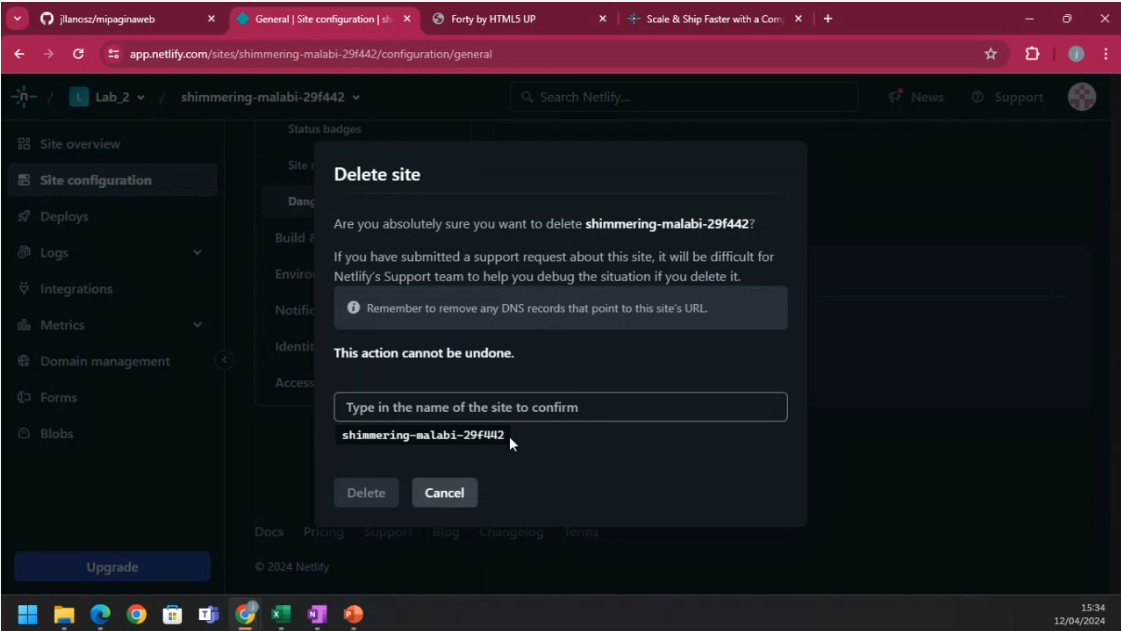 jllanosz/mipaginaweb
General | Site configuration | sh
Forty by HTML5 UP
Scale & Ship Faster with a Com
app.netlify.com/sites/shimmering-malabi-29f442/configuration/general
/ L Lab_2 / shimmering-malabi-29f442
Search Netlify...
News
Support
Site overview
Site configuration
Deploys
Logs
Integrations
Metrics
Domain management
Forms
Blobs
Upgrade
Status badges
Site
Dang
Build &
Enviro
Notific
Identit
Access
Delete site
Are you absolutely sure you want to delete shimmering-malabi-29f442?
If you have submitted a support request about this site, it will be difficult for
Netlify's Support team to help you debug the situation if you delete it.
Remember to remove any DNS records that point to this site's URL.
This action cannot be undone.
Type in the name of the site to confirm
shimmering-malabi-29f442
Delete
Cancel
Docs Pricing Support Blog Changelog Terms
© 2024 Netlify
15:34
12/04/2024